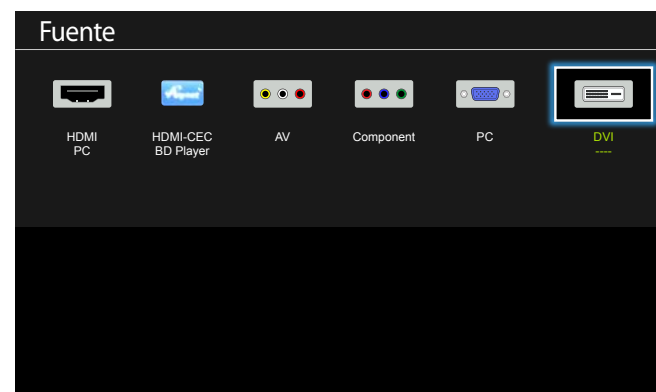 Fuente
HDMI
PC
HDMI-CEC
BD Player
AV
Component
PC
DVI
----